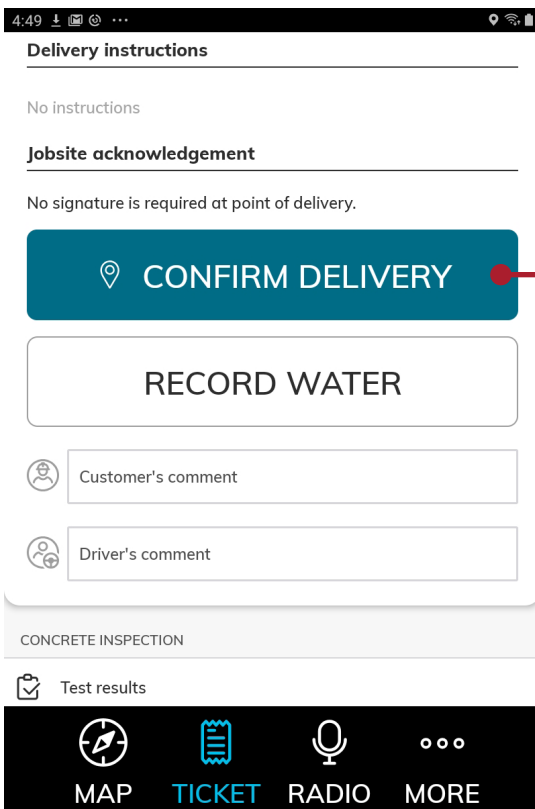 4:49
Delivery instructions
No instructions
Jobsite acknowledgement
No signature is required at point of delivery.
CONFIRM DELIVERY
RECORD WATER
Customer's comment
Driver's comment
CONCRETE INSPECTION
Test results
MAP TICKET RADIO MORE